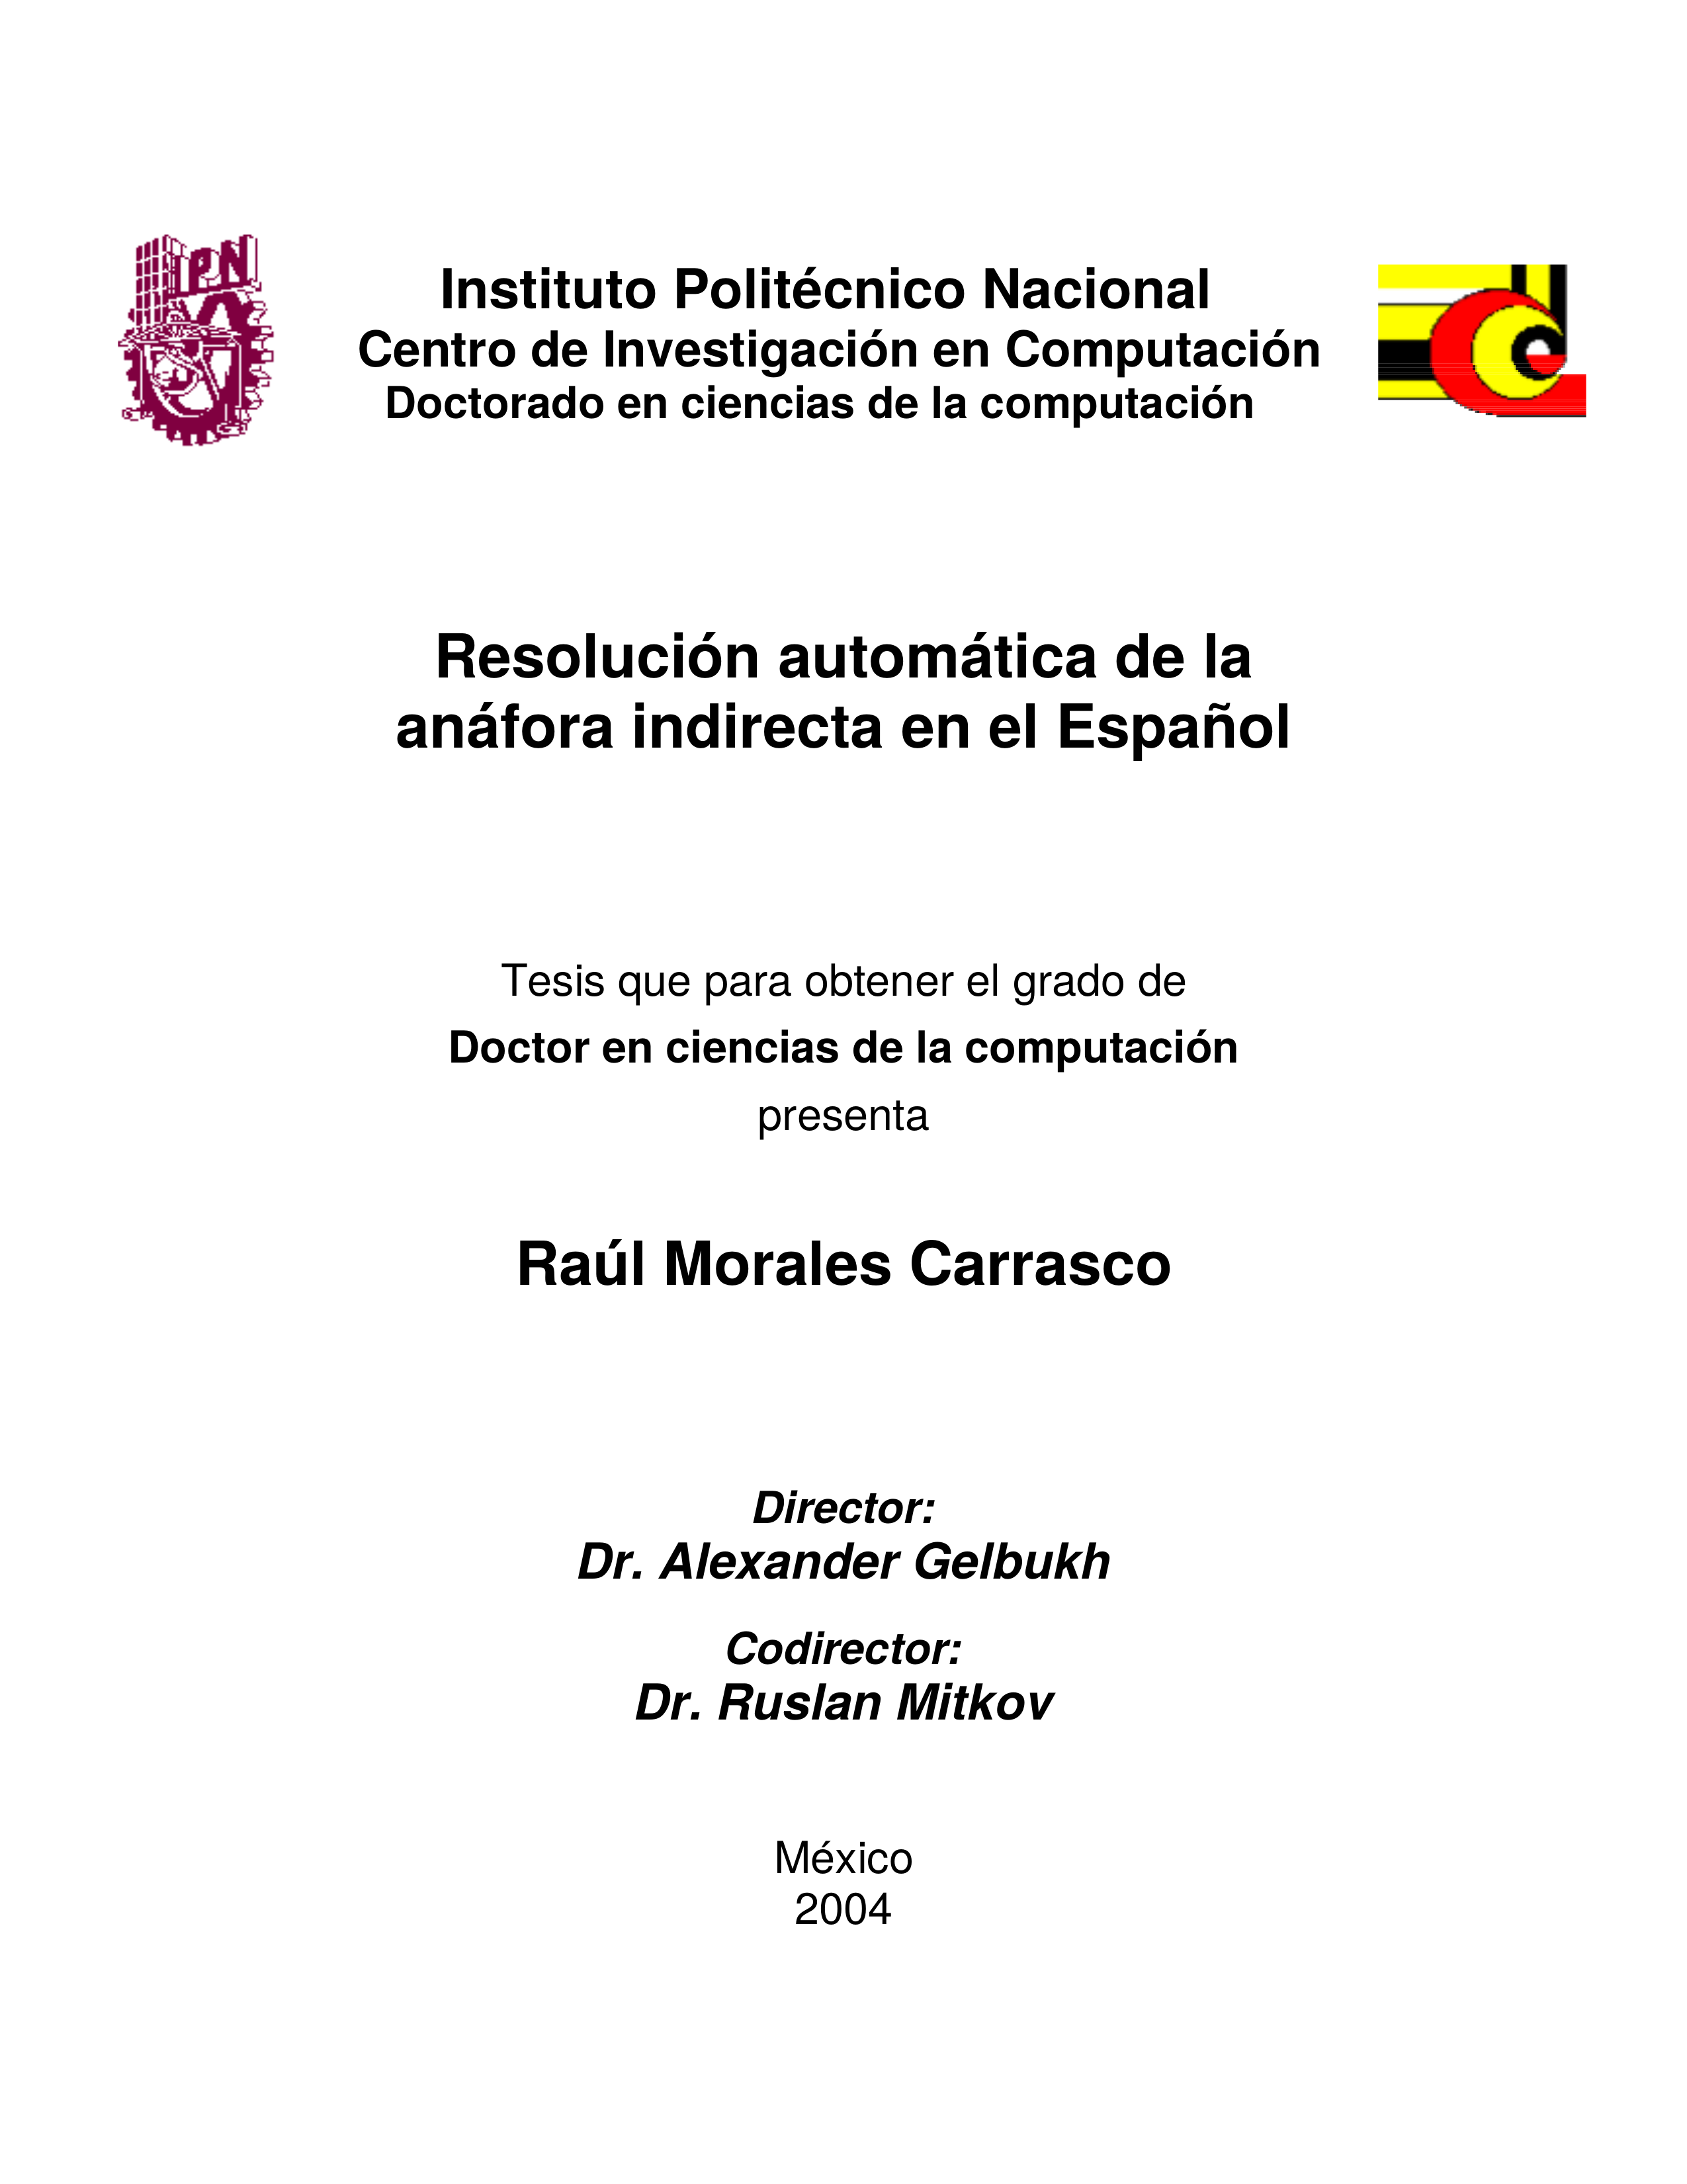 IPN
Instituto Politécnico Nacional
Centro de Investigación en Computación
Doctorado en ciencias de la computación
Resolución automática de la
anáfora indirecta en el Español
Tesis que para obtener el grado de
Doctor en ciencias de la computación
presenta
Raúl Morales Carrasco
Director:
Dr. Alexander Gelbukh
Codirector:
Dr. Ruslan Mitkov
México
2004